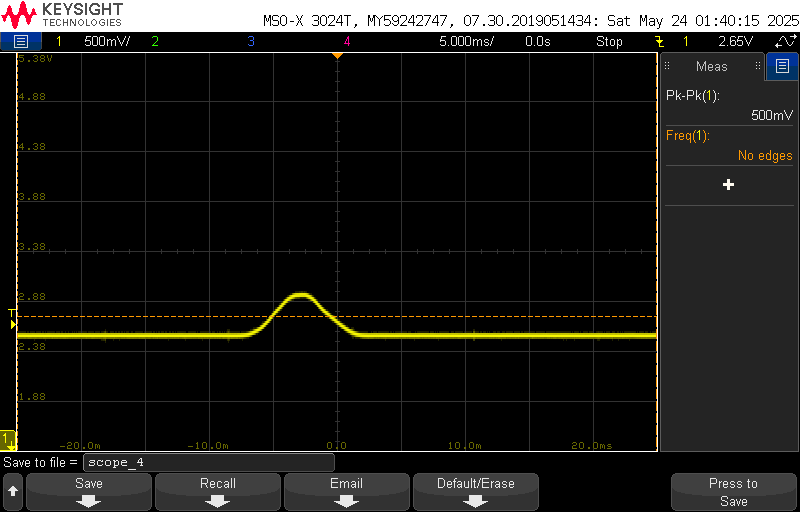 KEYSIGHT
TECHNOLOGIES
MSO-X 3024T, MY59242747, 07.30.2019051434: Sat May 24 01:40:15 2025
1 500mV/ 2 3 4 5.000ms/ 0.0s Stop 1 2.65V
5.38V
4.88
4.38
3.88
3.38
2.88
T
2.38
1.88
1
-20.0m -10.0m 0.0 10.0m 20.0ms
Meas
Pk-Pk(1):
500mV
Freq(1):
No edges
Save to file = scope_4
Save Recall Email Default/Erase Press to
Save